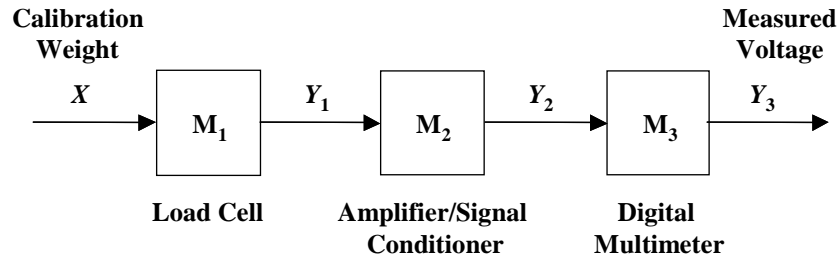 Calibration
Weight
Measured
Voltage
X
Y1
Y2
Y3
M1
M2
M3
Load Cell
Amplifier/Signal
Conditioner
Digital
Multimeter